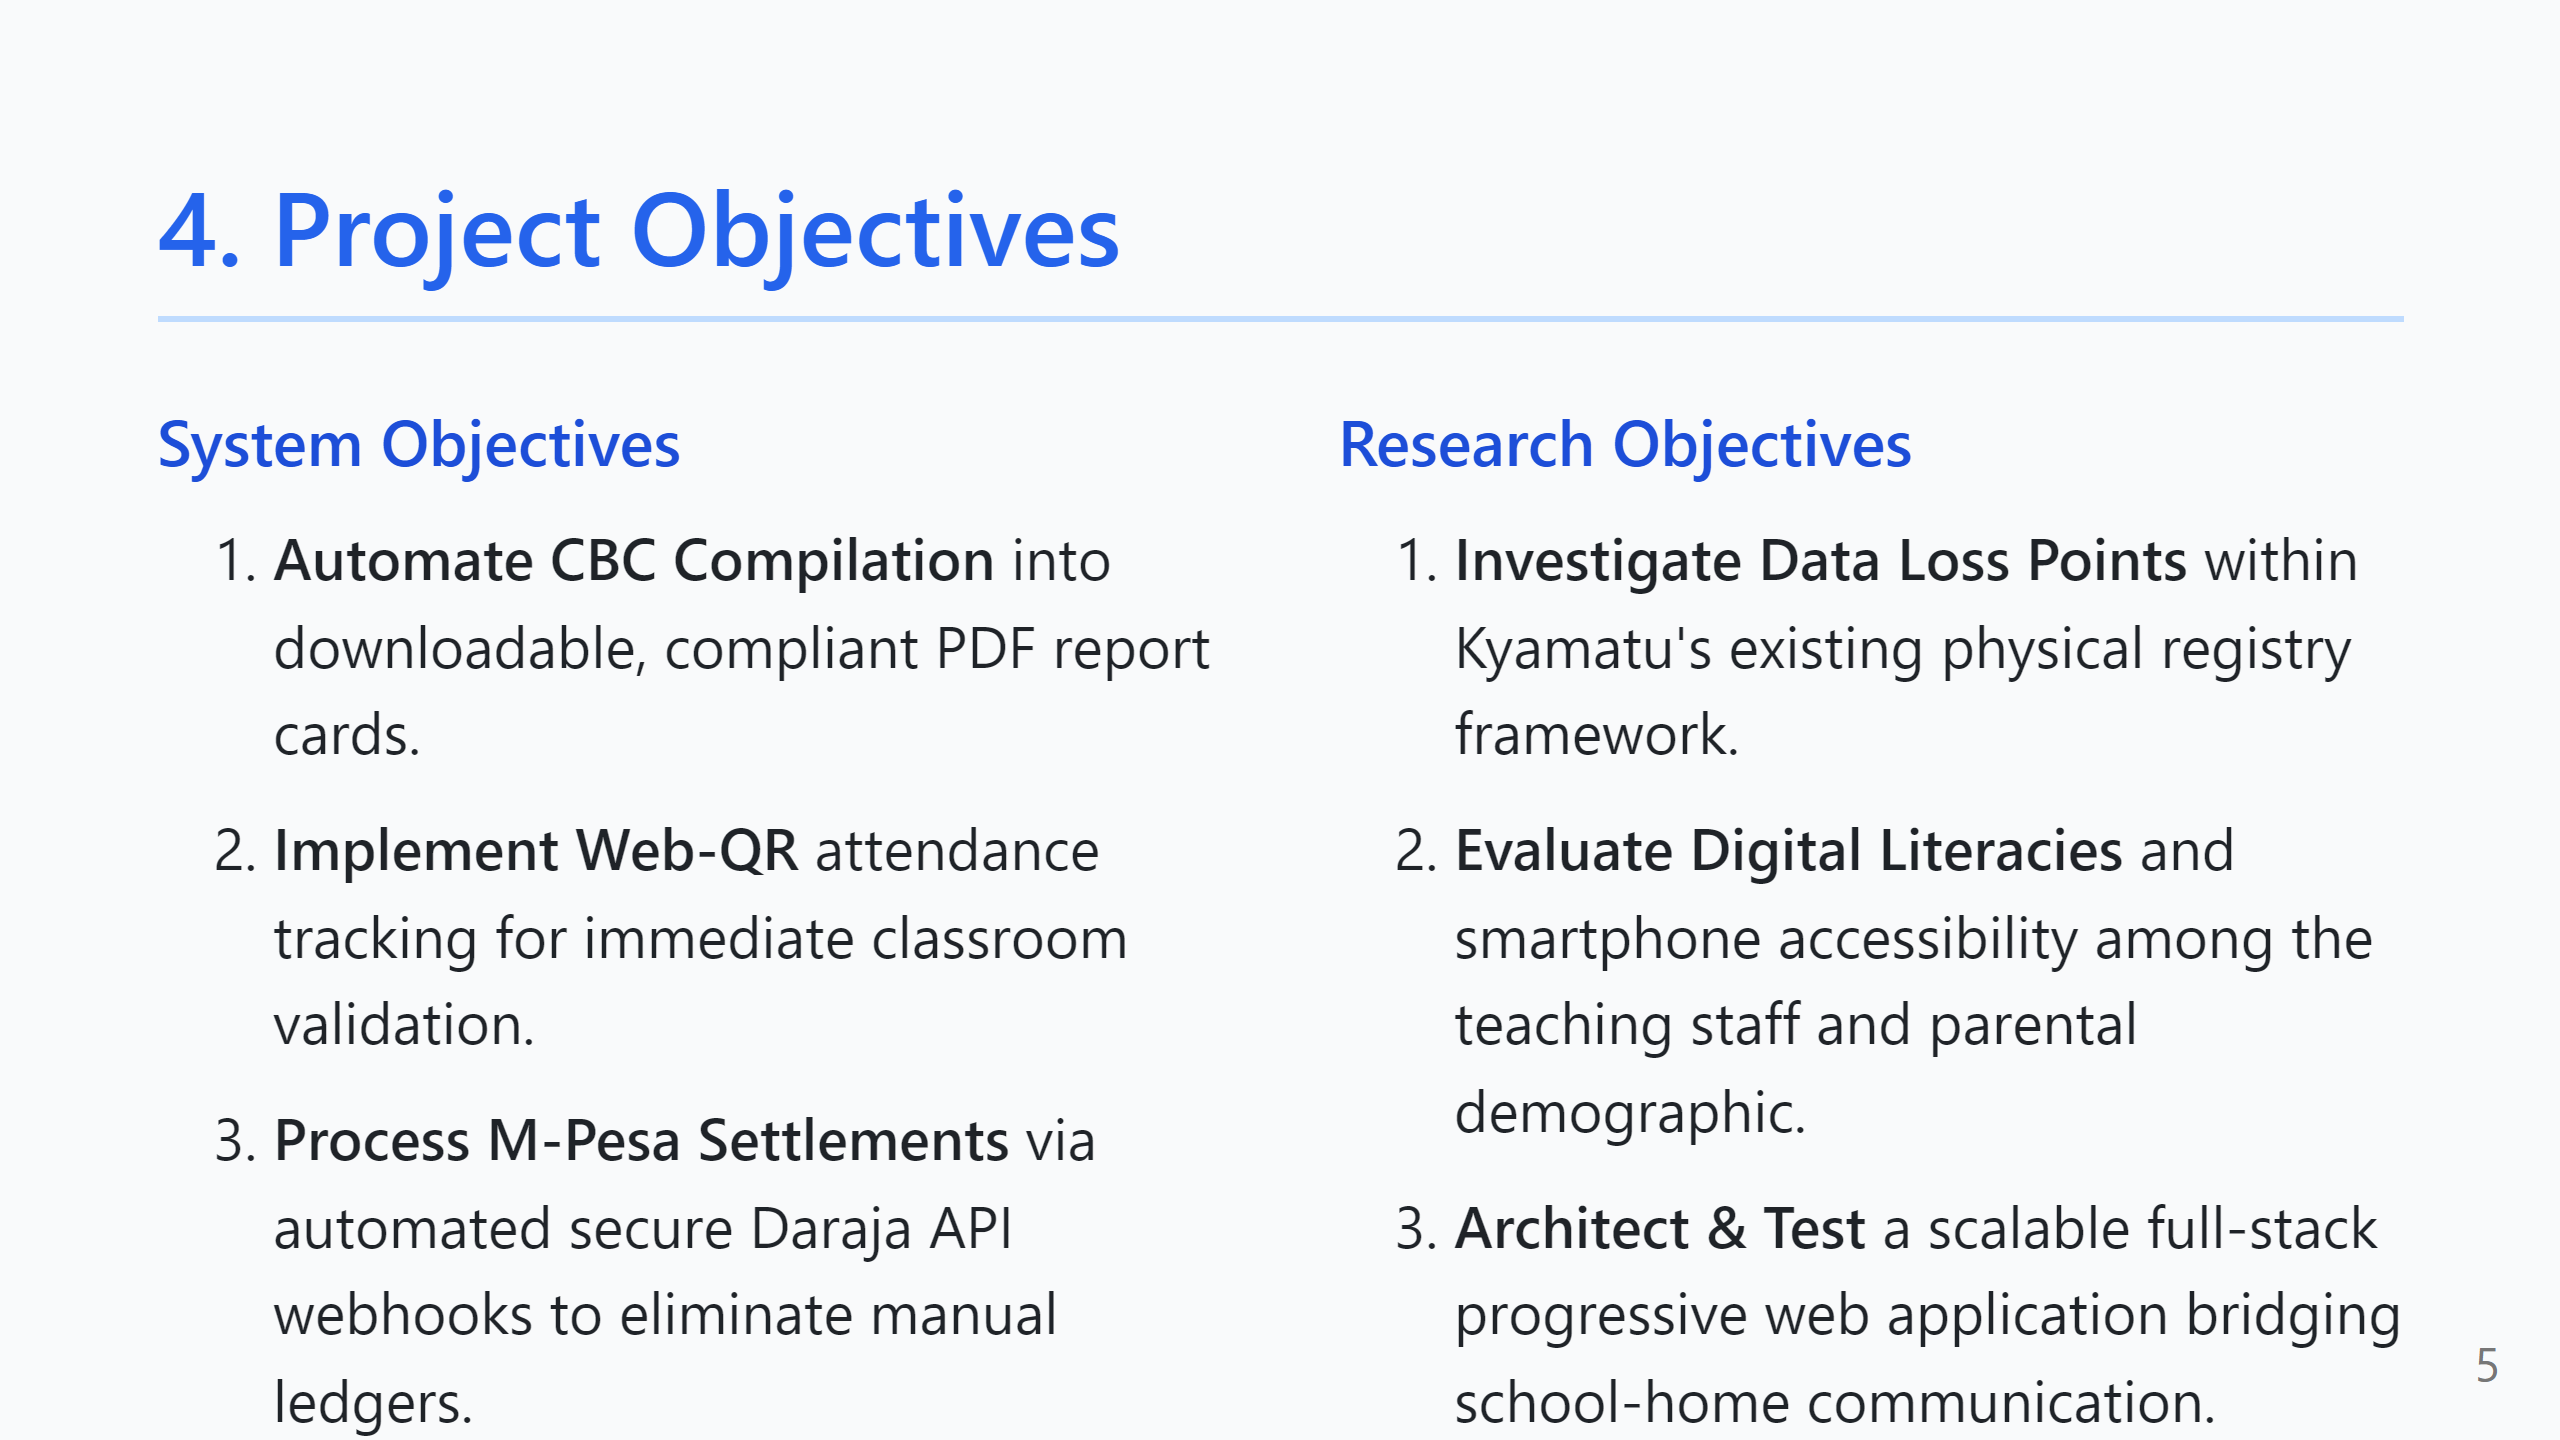 4. Project Objectives
System Objectives
1. Automate CBC Compilation into
downloadable, compliant PDF report
cards.
2. Implement Web-QR attendance
tracking for immediate classroom
validation.
3. Process M-Pesa Settlements via
automated secure Daraja API
webhooks to eliminate manual
ledgers.
Research Objectives
1. Investigate Data Loss Points within
Kyamatu's existing physical registry
framework.
2. Evaluate Digital Literacies and
smartphone accessibility among the
teaching staff and parental
demographic.
3. Architect & Test a scalable full-stack
progressive web application bridging
school-home communication.
5